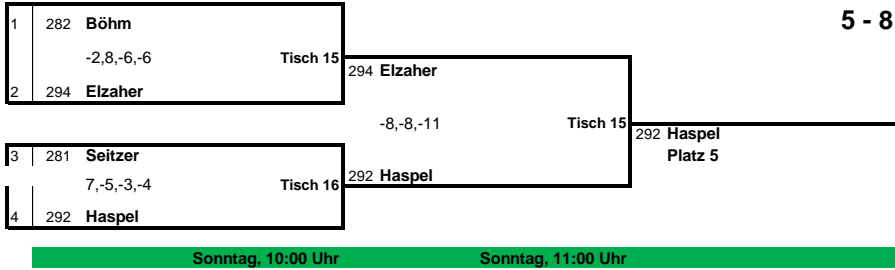 5 - 8
1 282 Böhm
-2,8,-6,-6 Tisch 15
294 Elzaher
2 294 Elzaher
-8,-8,-11 Tisch 15
292 Haspel
Platz 5
3 281 Seitzer
7,-5,-3,-4 Tisch 16
292 Haspel
4 292 Haspel
Sonntag, 10:00 Uhr Sonntag, 11:00 Uhr